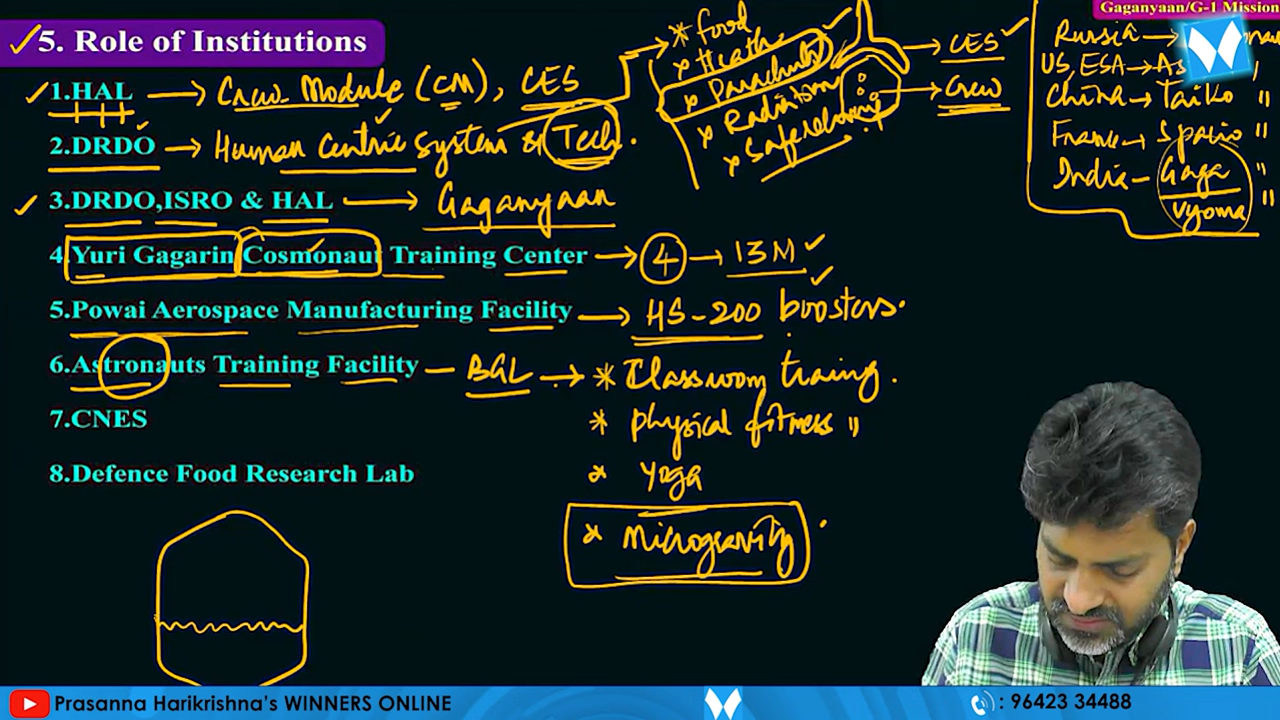 Gaganyaan/G-1 Mission
5. Role of Institutions
1.HAL → Crew Module (CM), CES
2.DRDO → Human Centric System & Tech.
3.DRDO,ISRO & HAL → Gaganyaan
4.Yuri Gagarin Cosmonaut Training Center → 4 → 13M
5.Powai Aerospace Manufacturing Facility → HS-200 boosters.
6.Astronauts Training Facility – BGL → * Classroom traing.
* physical fitness "
* Yoga
* Microgravity
7.CNES
8.Defence Food Research Lab
* Food
* Heath
* Parachute
* Radiation
*
→ CES
→ Crew
Russia →
US, ESA → As "
China → Taiko "
France → Spatio "
India - Gaga "
Vyoma "
Prasanna Harikrishna's WINNERS ONLINE
: 96423 34488